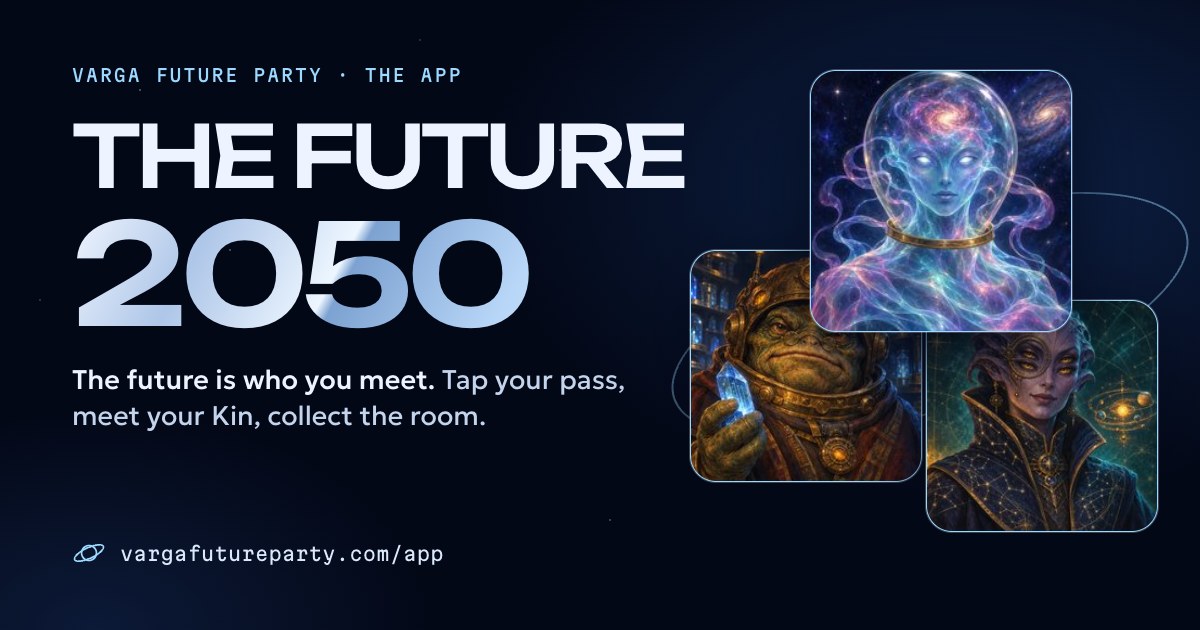 VARGA FUTURE PARTY · THE APP
THE FUTURE
2050
The future is who you meet. Tap your pass,
meet your Kin, collect the room.
vargafutureparty.com/app